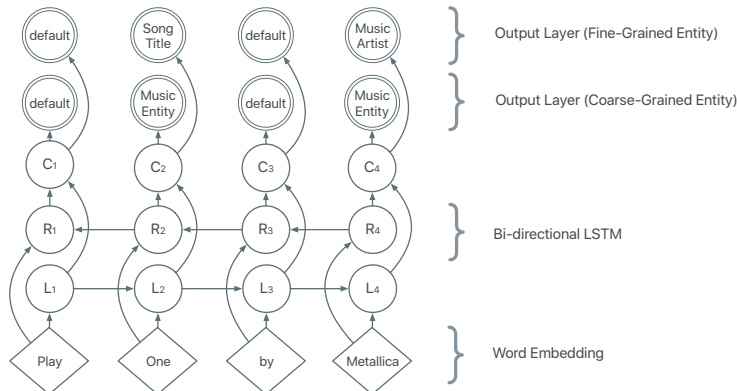 default
Song
Title
default
Music
Artist
Output Layer (Fine-Grained Entity)
default
Music
Entity
default
Music
Entity
Output Layer (Coarse-Grained Entity)
C1
C2
C3
C4
R1
R2
R3
R4
Bi-directional LSTM
L1
L2
L3
L4
Play
One
by
Metallica
Word Embedding